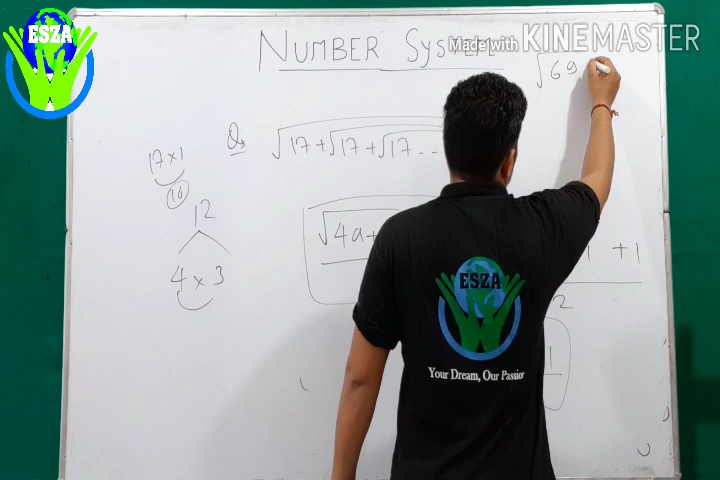 ESZA
Made with KINEMASTER
NUMBER
√69
17×1
16
Q.
√17+√17+√17...
12
4 × 3
√4a+
1 +1
2
1
ESZA
Your Dream, Our Passion